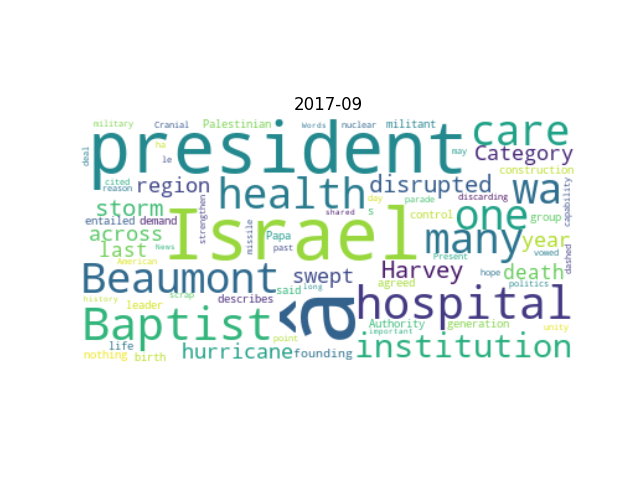 2017-09
military Cranial Palestinian Words nuclear militant care
deal president ha le may Category
construction
region health disrupted wa capability
reason cited discarding
storm strengthen Israel shared day s parade one group
entailed demand control
across missile many year
last News Papa past Present vowed dashed
American
Beaumont swept Harvey hope death
said long agreed politics
history scrap describes â hospital
leader
Baptist point Authority generation
important unity
life hurricane founding institution
nothing birth